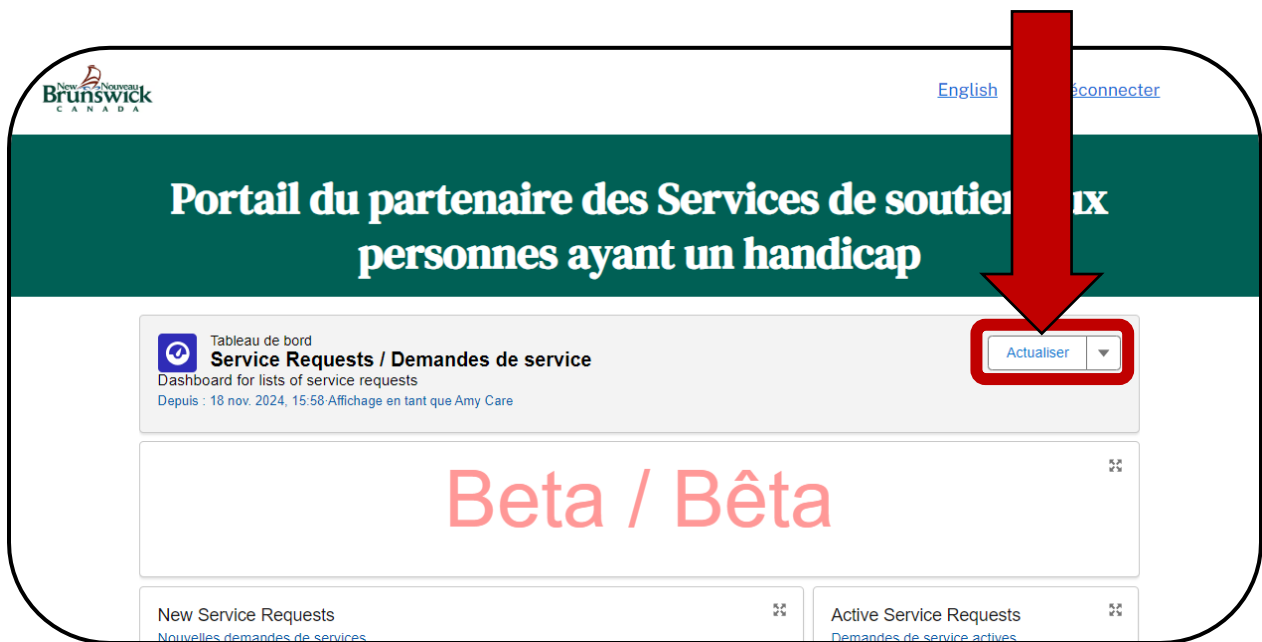 New Nouveau
Brunswick
CANADA
English
éconnecter
Portail du partenaire des Services de soutien ux
personnes ayant un handicap
Tableau de bord
Service Requests / Demandes de service
Dashboard for lists of service requests
Depuis : 18 nov. 2024, 15:58·Affichage en tant que Amy Care
Actualiser
Beta / Bêta
New Service Requests
Nouvelles demandes de services
Active Service Requests
Demandes de service actives